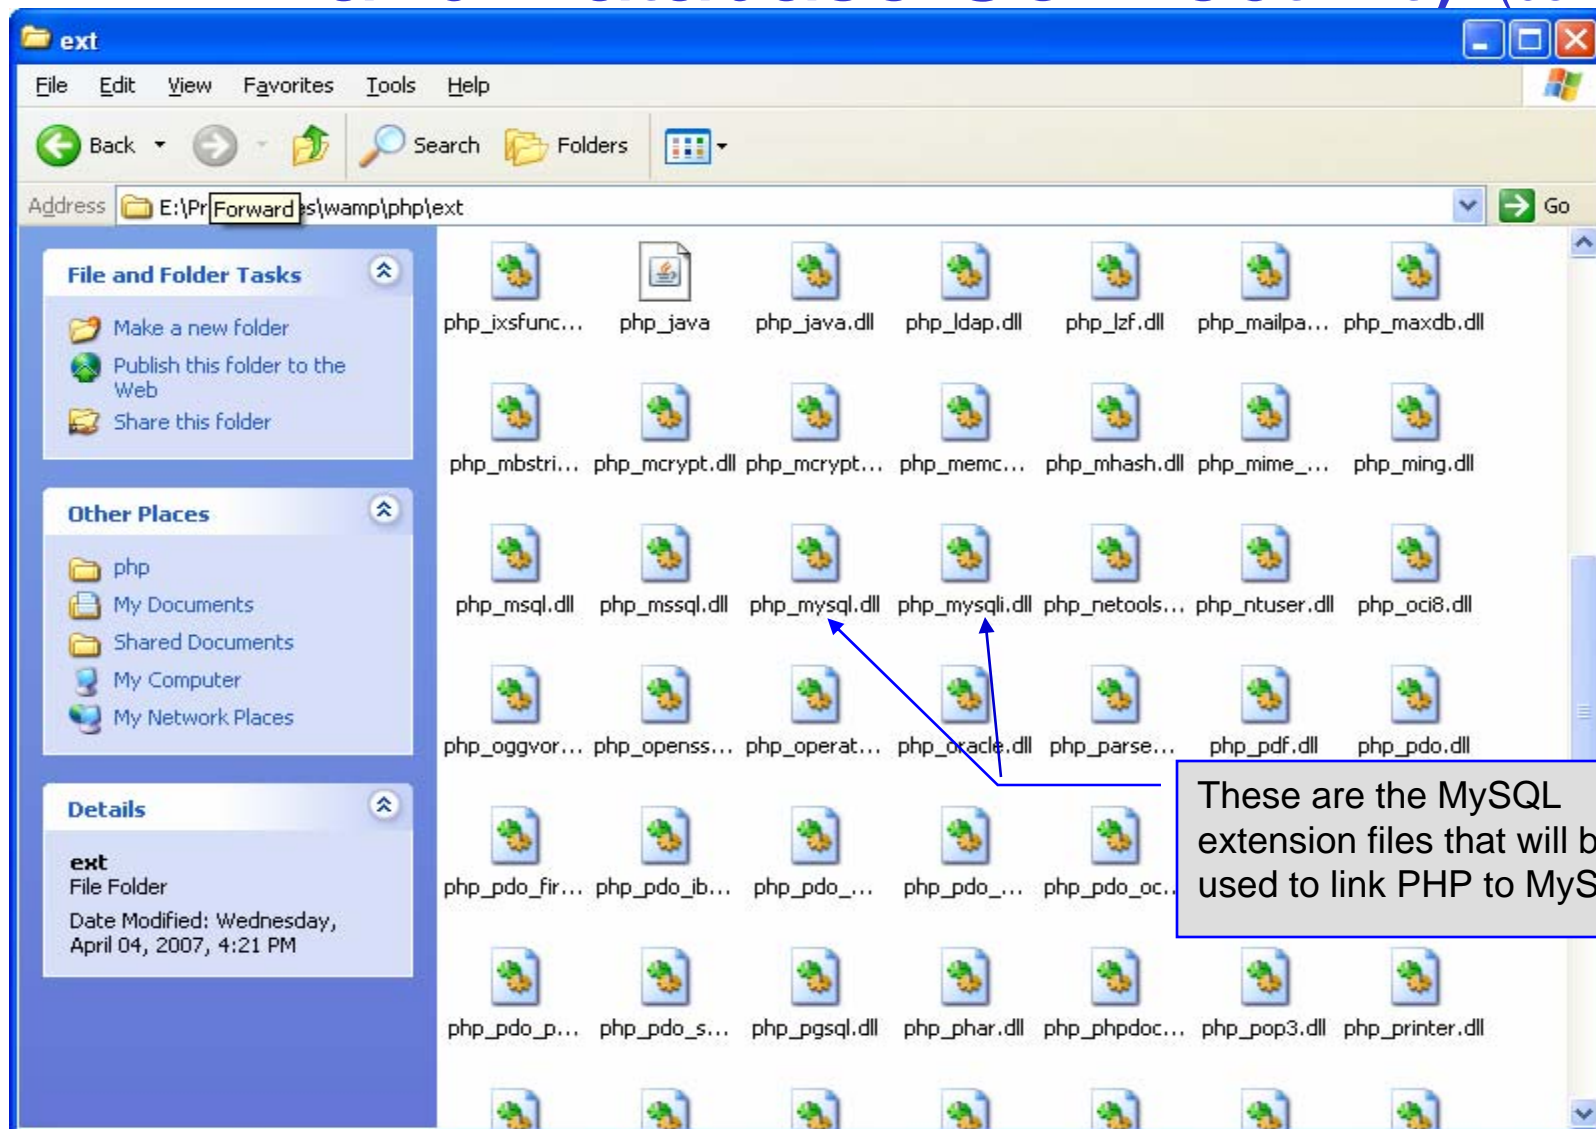 ext
File Edit View Favorites Tools Help
Back Search Folders
Address E:\Pr Forward es\wamp\php\ext Go
File and Folder Tasks
Make a new folder
Publish this folder to the
Web
Share this folder
Other Places
php
My Documents
Shared Documents
My Computer
My Network Places
Details
ext
File Folder
Date Modified: Wednesday,
April 04, 2007, 4:21 PM
php_ixsfunc... php_java php_java.dll php_ldap.dll php_lzf.dll php_mailpa... php_maxdb.dll
php_mbstri... php_mcrypt.dll php_mcrypt... php_memc... php_mhash.dll php_mime_... php_ming.dll
php_msql.dll php_mssql.dll php_mysql.dll php_mysqli.dll php_netools... php_ntuser.dll php_oci8.dll
php_oggvor... php_openss... php_operat... php_oracle.dll php_parse... php_pdf.dll php_pdo.dll
php_pdo_fir... php_pdo_ib... php_pdo_... php_pdo_... php_pdo_oc..
php_pdo_p... php_pdo_s... php_pgsql.dll php_phar.dll php_phpdoc... php_pop3.dll php_printer.dll
These are the MySQL
extension files that will b
used to link PHP to MyS